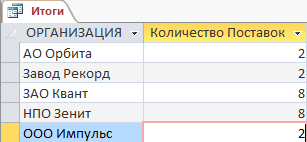 Итоги
ОРГАНИЗАЦИЯ Количество Поставок
АО Орбита 2
Завод Рекорд 2
ЗАО Квант 8
НПО Зенит 8
ООО Импульс 2